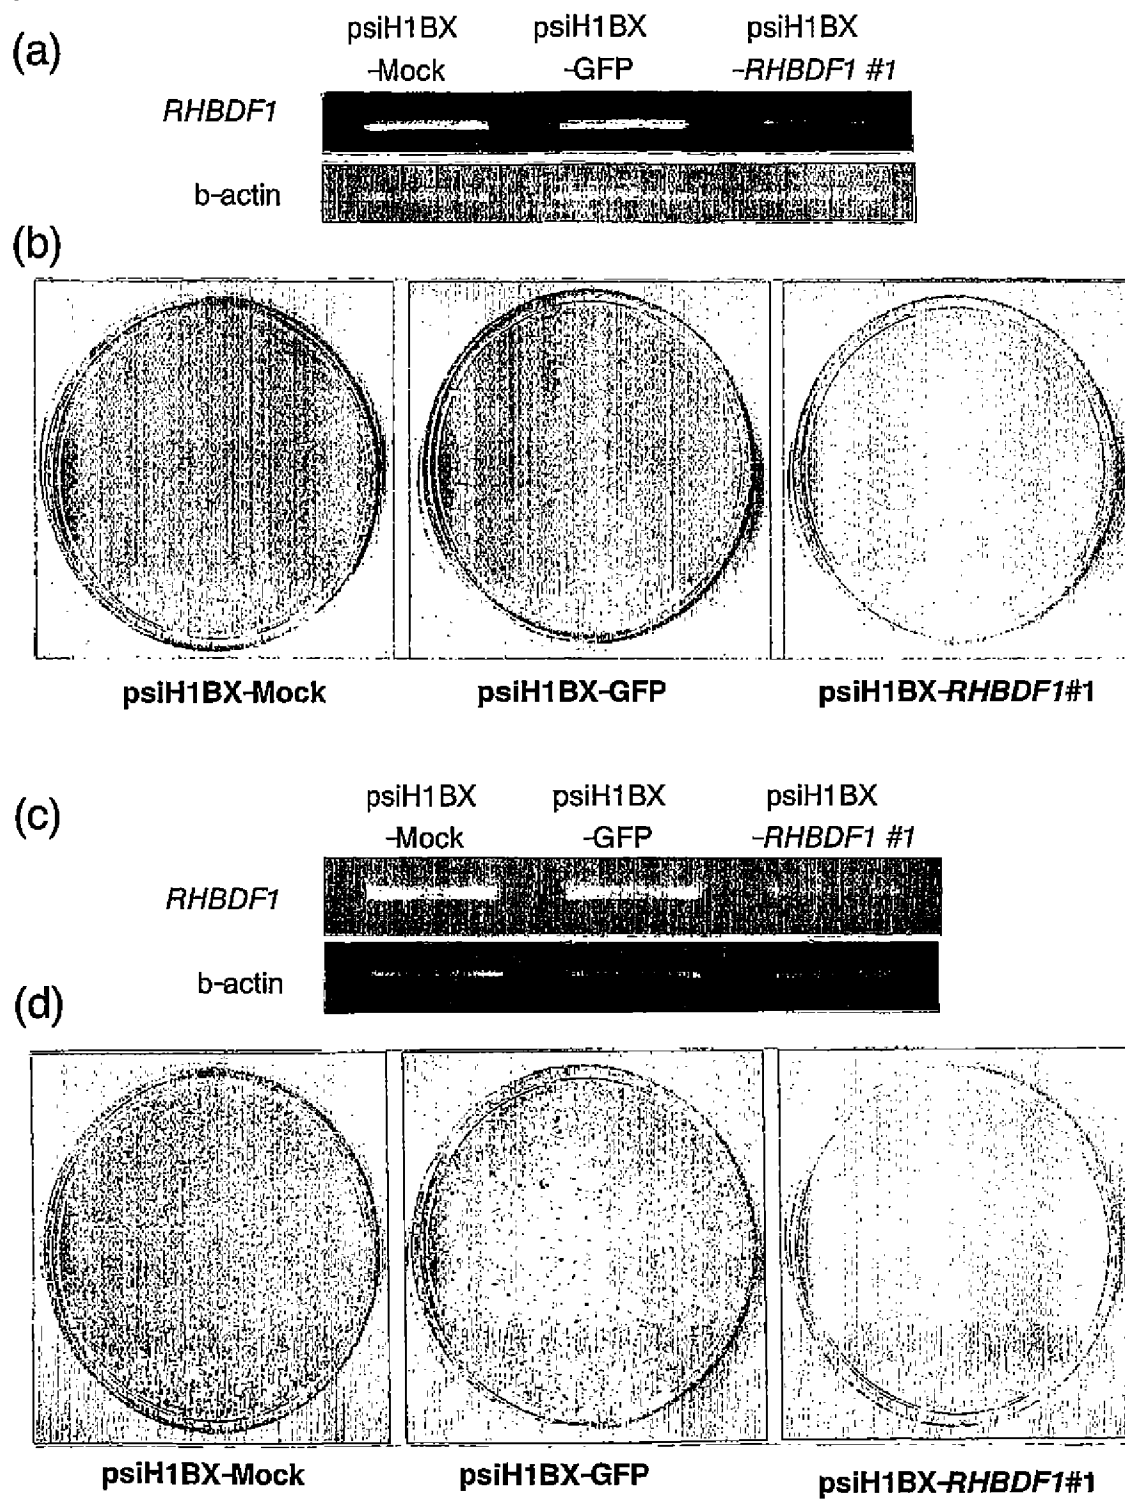 (a)
psiH1BX psiH1BX psiH1BX
-Mock -GFP -RHBDF1 #1
RHBDF1
b-actin
(b)
psiH1BX-Mock psiH1BX-GFP psiH1BX-RHBDF1#1
(c)
psiH1BX psiH1BX psiH1BX
-Mock -GFP -RHBDF1 #1
RHBDF1
b-actin
(d)
psiH1BX-Mock psiH1BX-GFP psiH1BX-RHBDF1#1